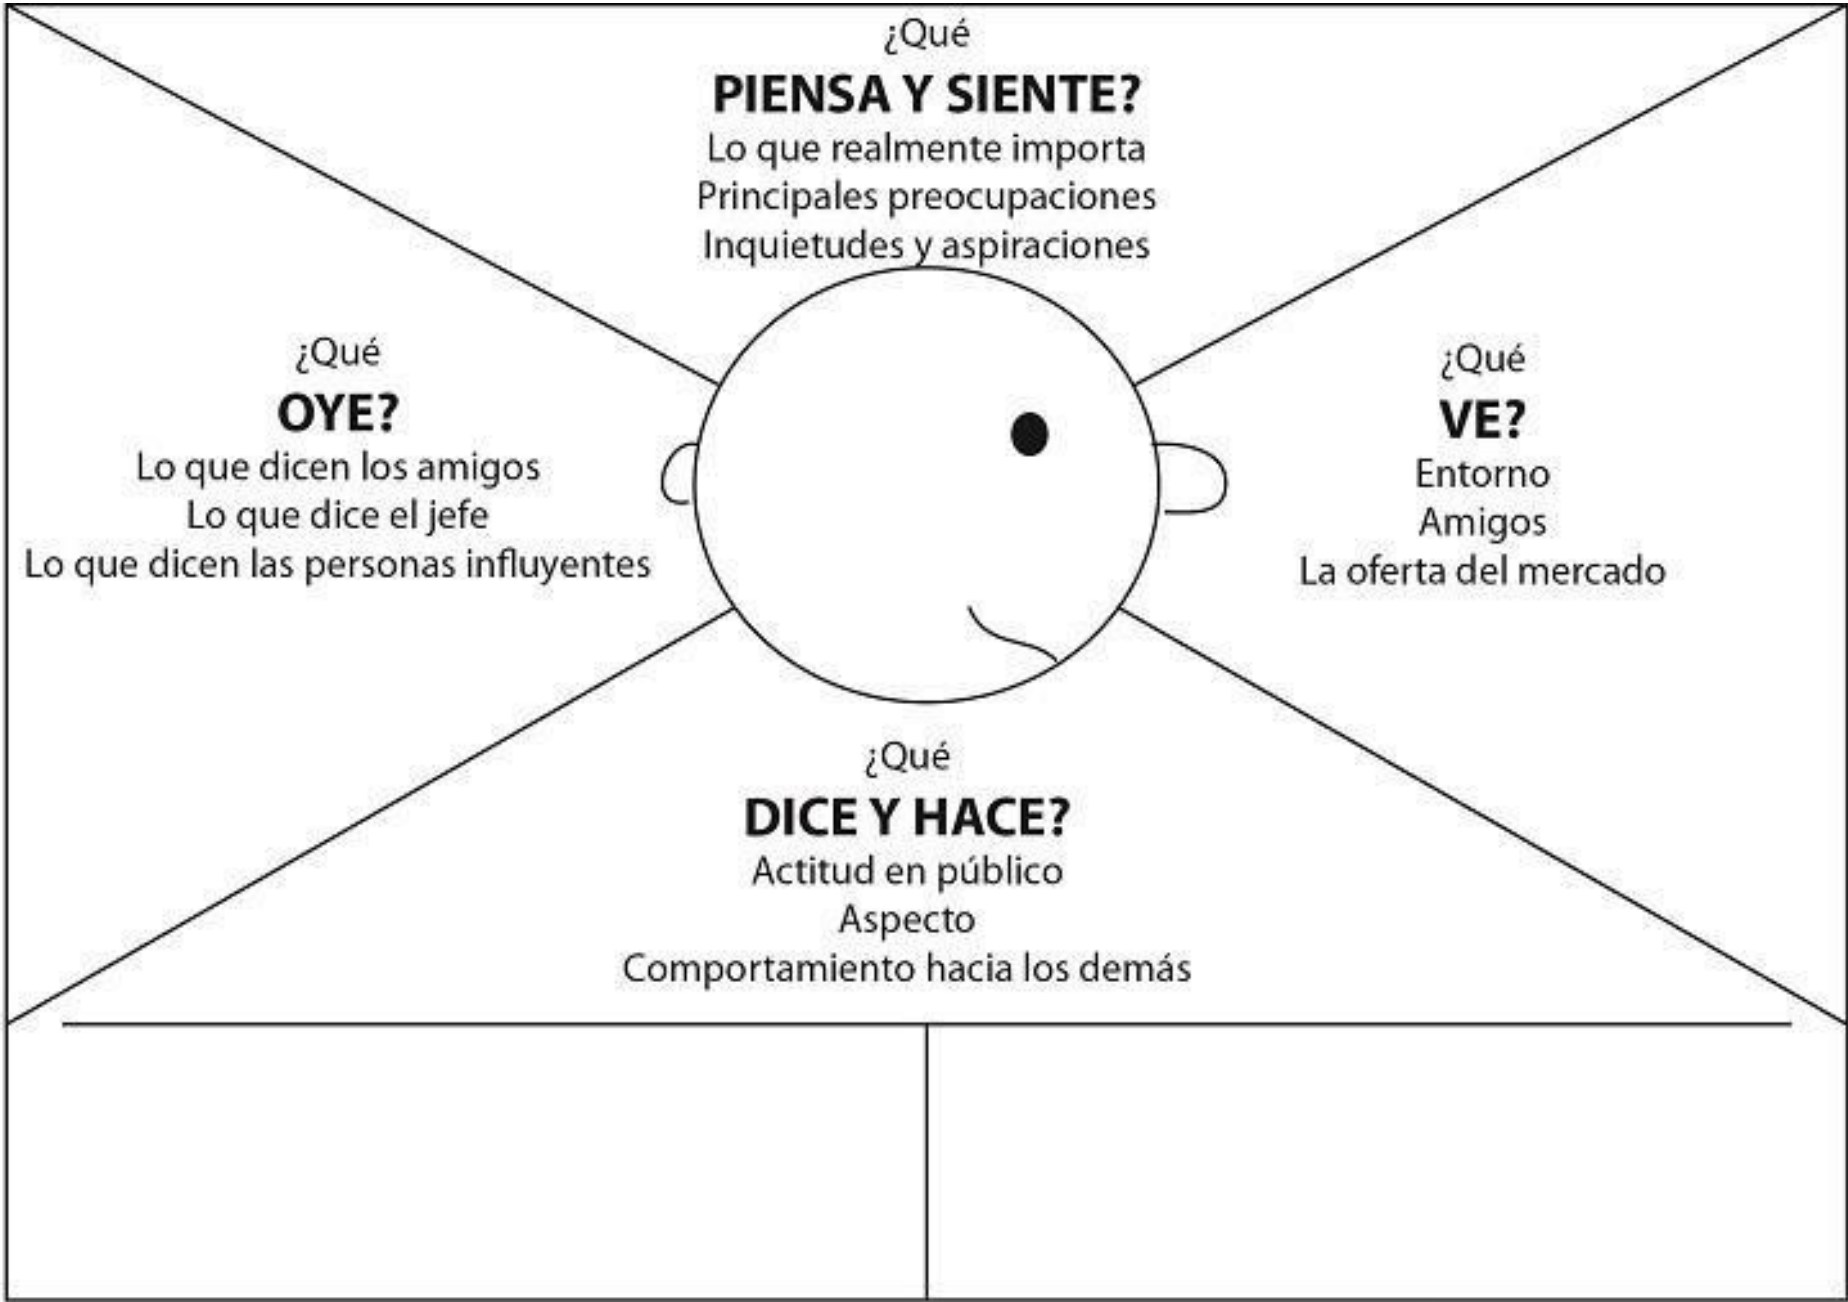 ¿Qué
PIENSA Y SIENTE?
Lo que realmente importa
Principales preocupaciones
Inquietudes y aspiraciones
¿Qué
OYE?
Lo que dicen los amigos
Lo que dice el jefe
Lo que dicen las personas influyentes
¿Qué
VE?
Entorno
Amigos
La oferta del mercado
¿Qué
DICE Y HACE?
Actitud en público
Aspecto
Comportamiento hacia los demás